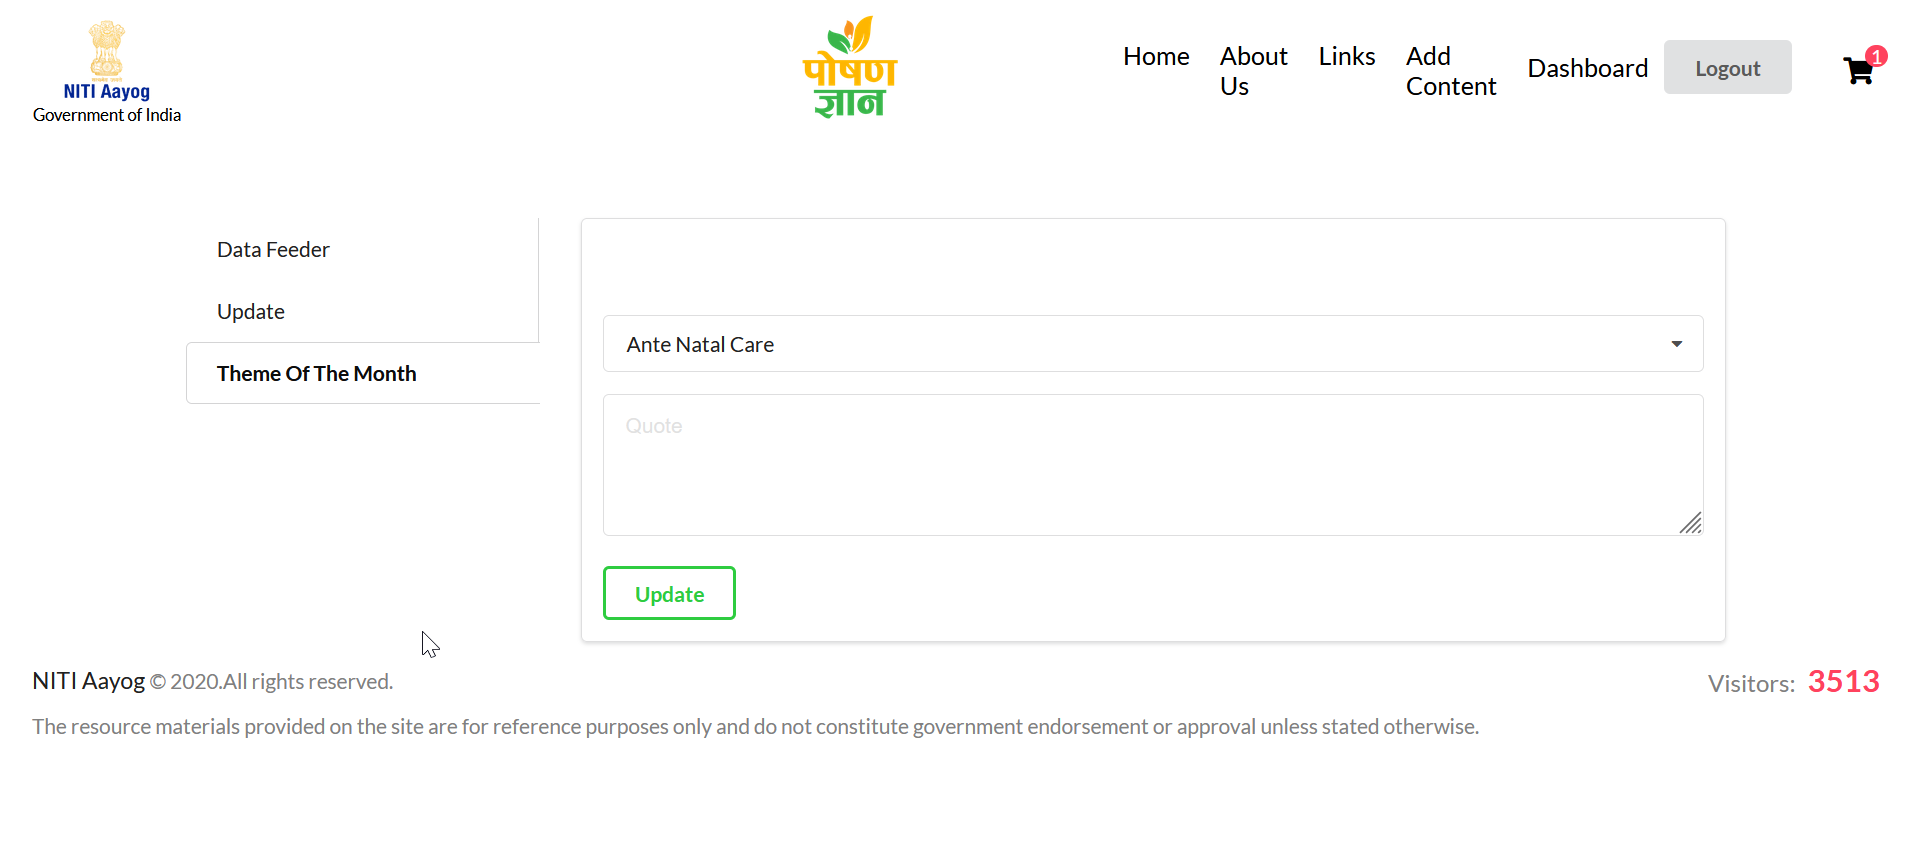 NITI Aayog
Government of India
पोषण
ज्ञान
Home
About Us
Links
Add Content
Dashboard
Logout
1
Data Feeder
Update
Theme Of The Month
Ante Natal Care
Quote
Update
NITI Aayog © 2020.All rights reserved.
Visitors: 3513
The resource materials provided on the site are for reference purposes only and do not constitute government endorsement or approval unless stated otherwise.